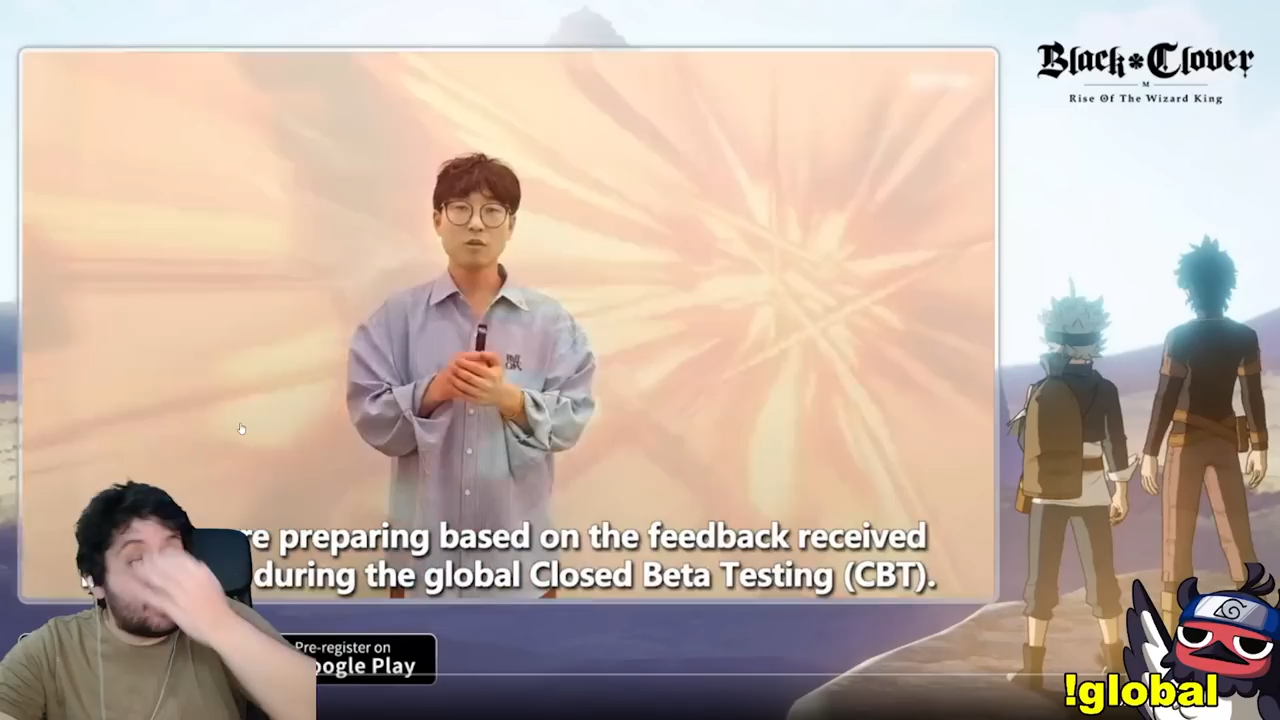 Black Clover
M
Rise Of The Wizard King
re preparing based on the feedback received
during the global Closed Beta Testing (CBT).
Pre-register on
oogle Play
!global